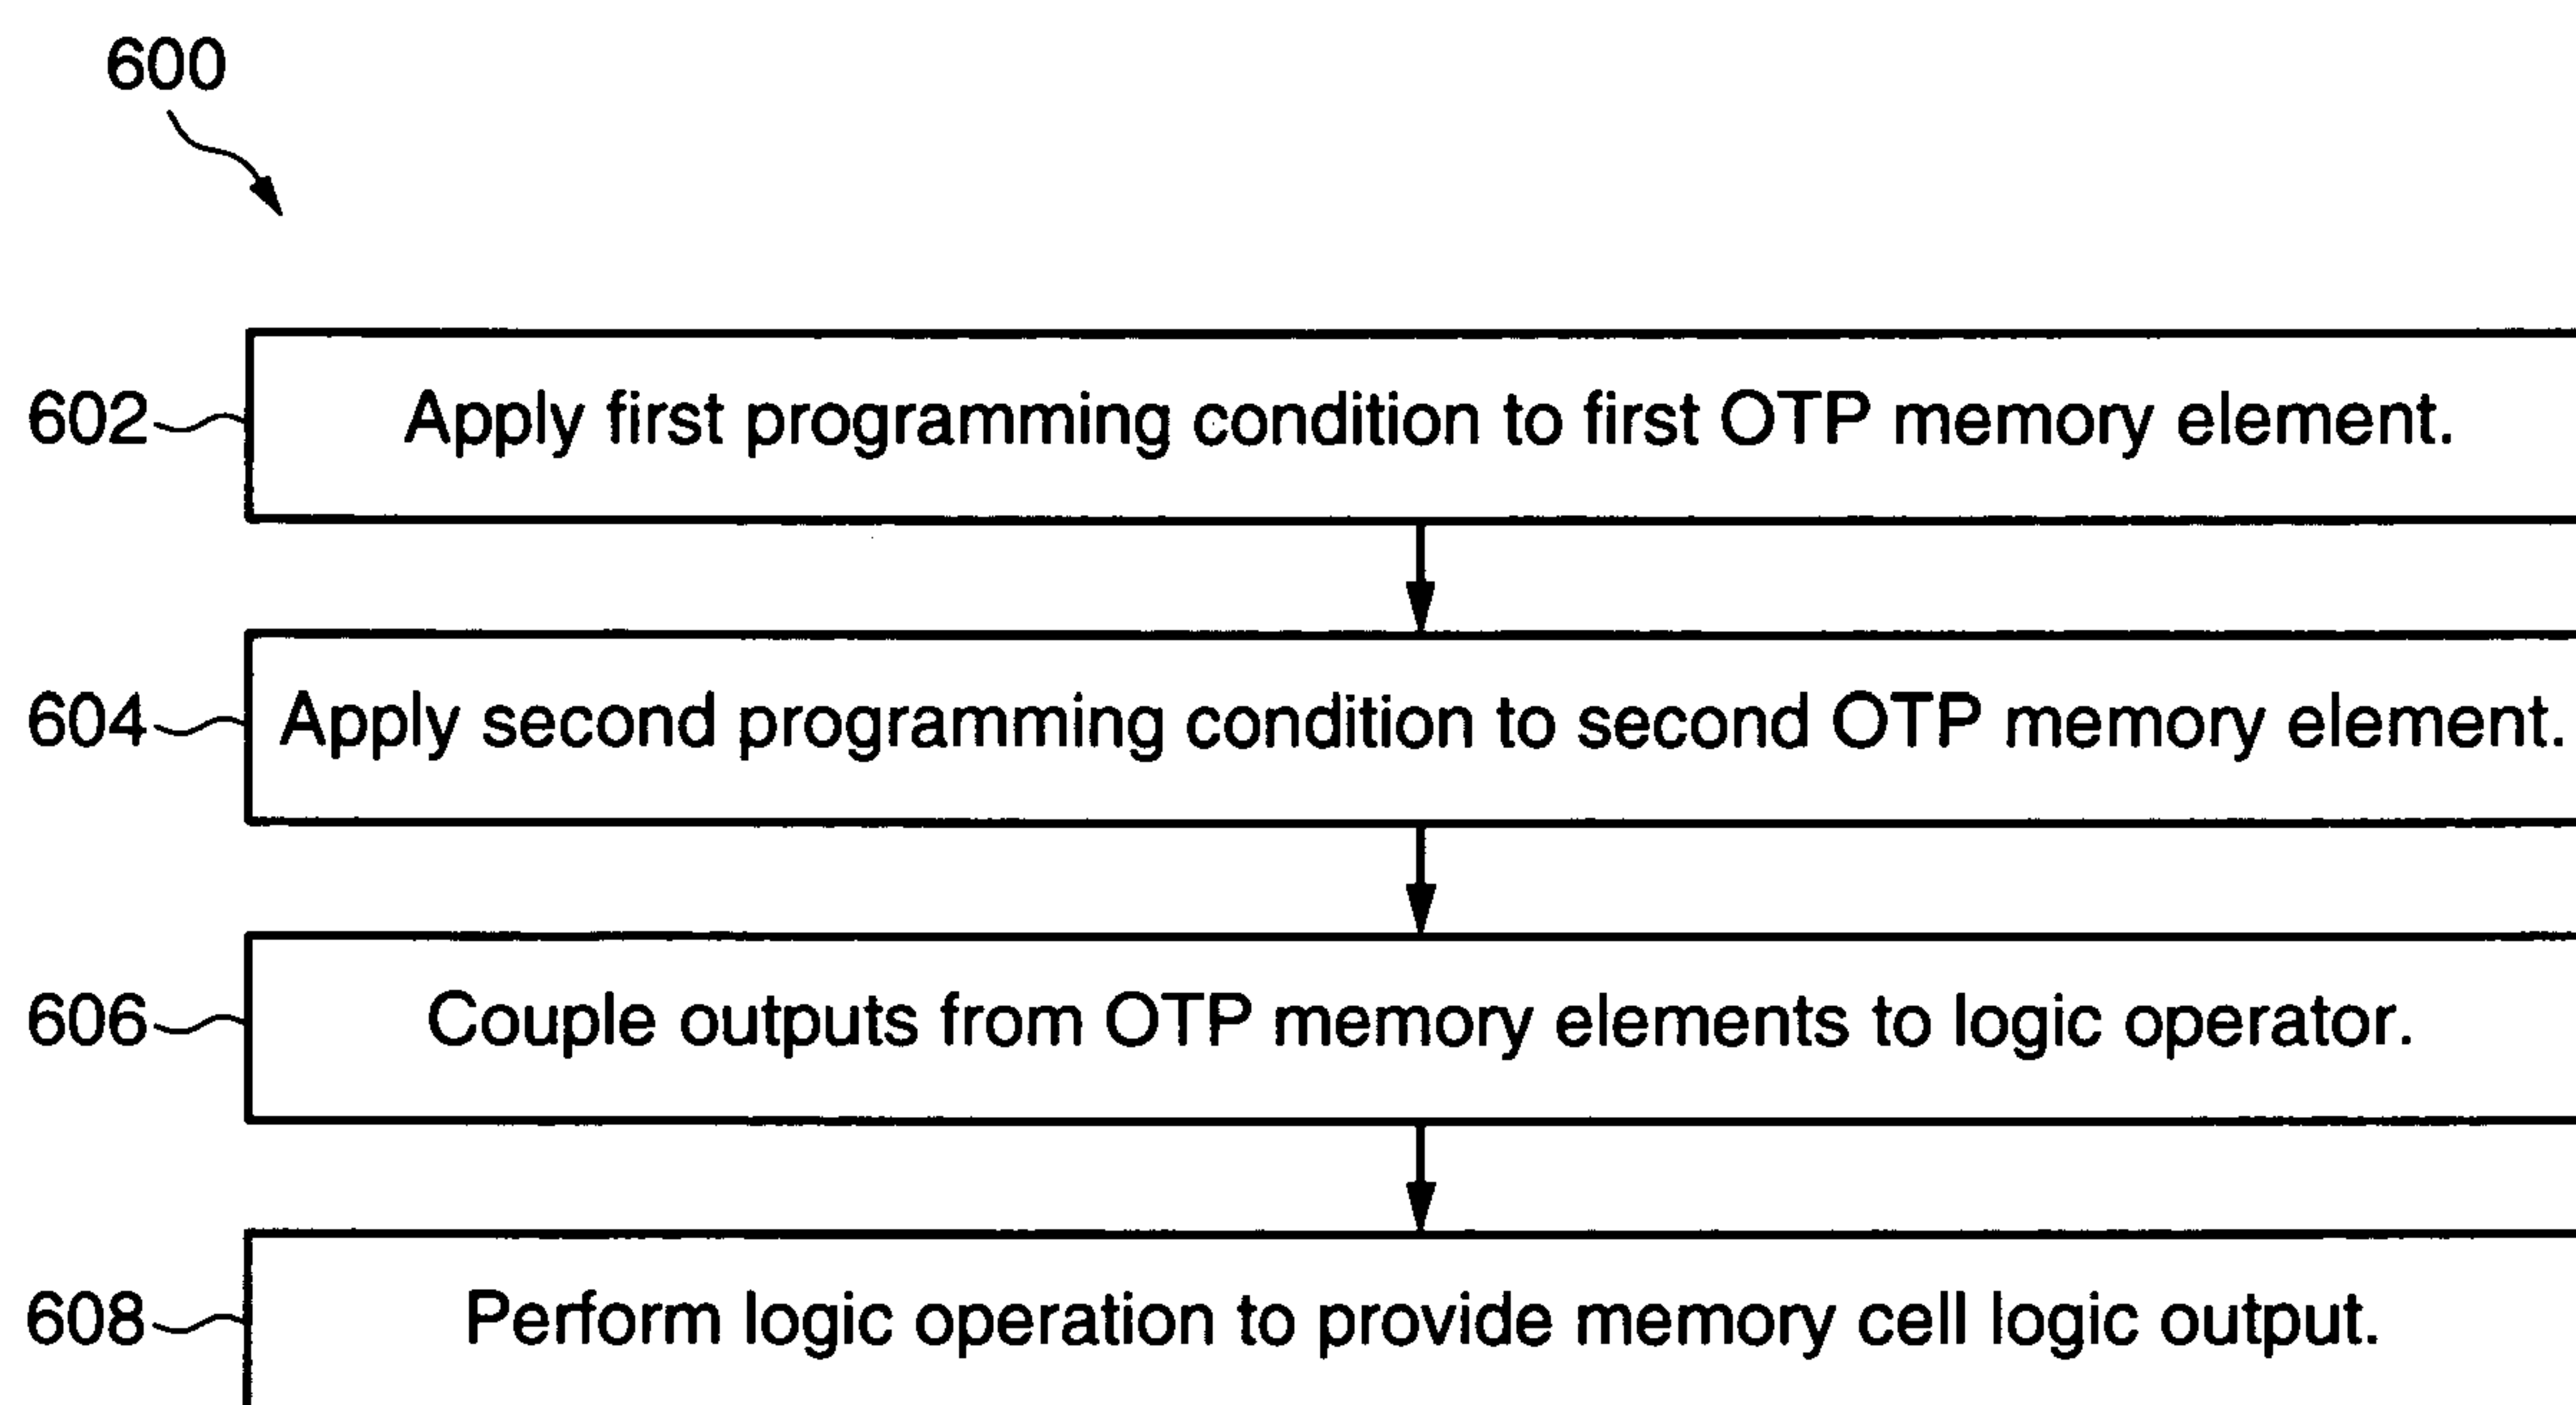 600
602 Apply first programming condition to first OTP memory element.
604 Apply second programming condition to second OTP memory element.
606 Couple outputs from OTP memory elements to logic operator.
608 Perform logic operation to provide memory cell logic output.